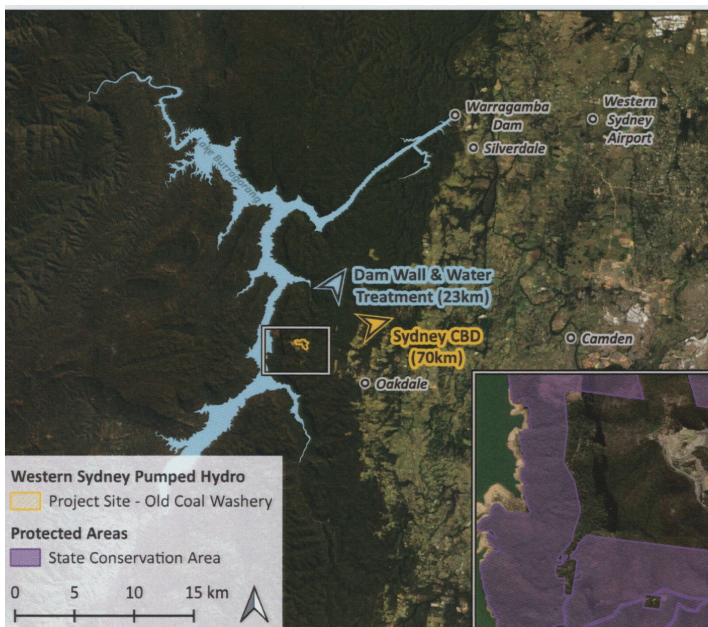 Warragamba
Dam
Western
Sydney
Airport
Silverdale
Lake Burragorang
Dam Wall & Water
Treatment (23km)
Sydney CBD
(70km)
Camden
Oakdale
Western Sydney Pumped Hydro
Project Site - Old Coal Washery
Protected Areas
State Conservation Area
0 5 10 15 km